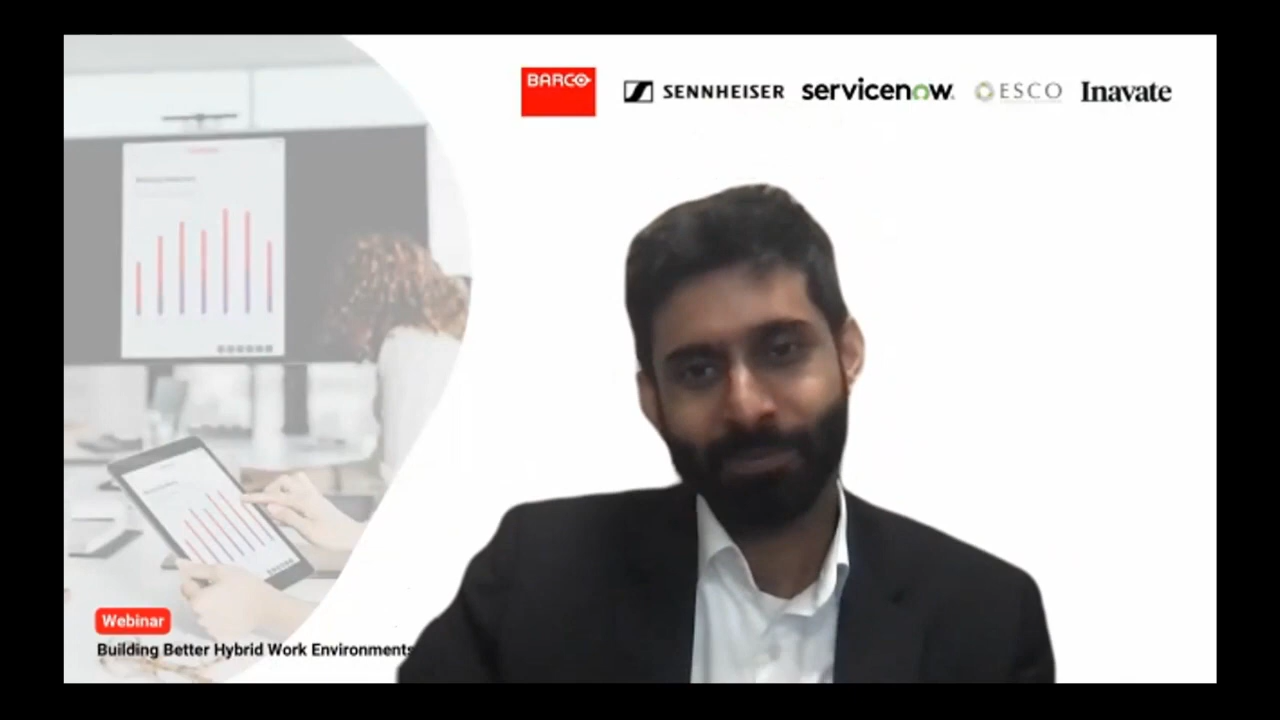 BARCO
SENNHEISER
servicenow
ESCO
Inavate
Webinar
Building Better Hybrid Work Environments